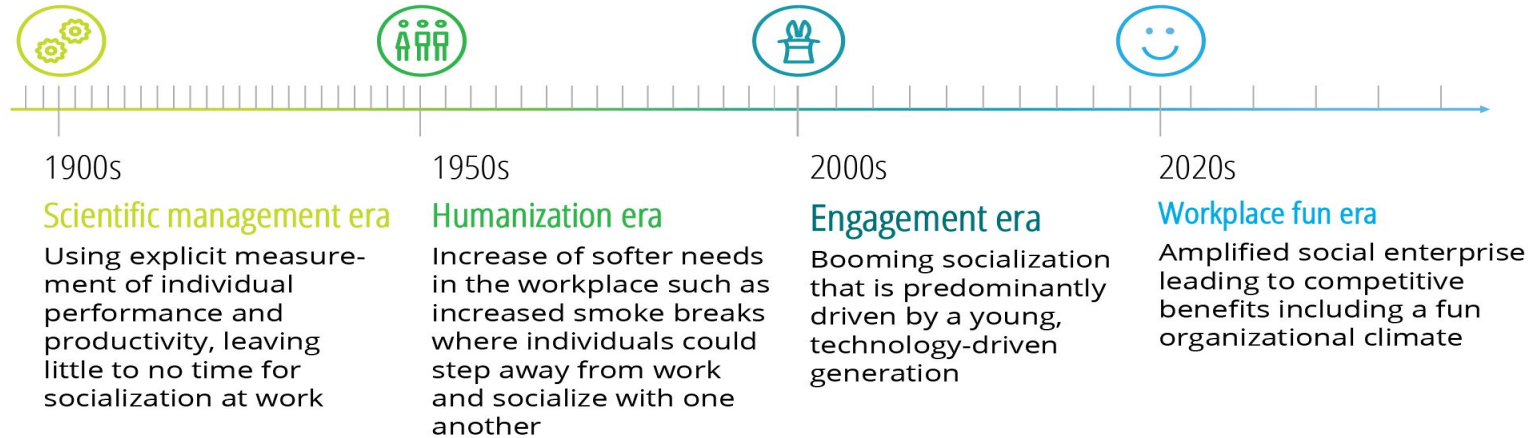 1900s
Scientific management era
Using explicit measure-
ment of individual
performance and
productivity, leaving
little to no time for
socialization at work
1950s
Humanization era
Increase of softer needs
in the workplace such as
increased smoke breaks
where individuals could
step away from work
and socialize with one
another
2000s
Engagement era
Booming socialization
that is predominantly
driven by a young,
technology-driven
generation
2020s
Workplace fun era
Amplified social enterprise
leading to competitive
benefits including a fun
organizational climate